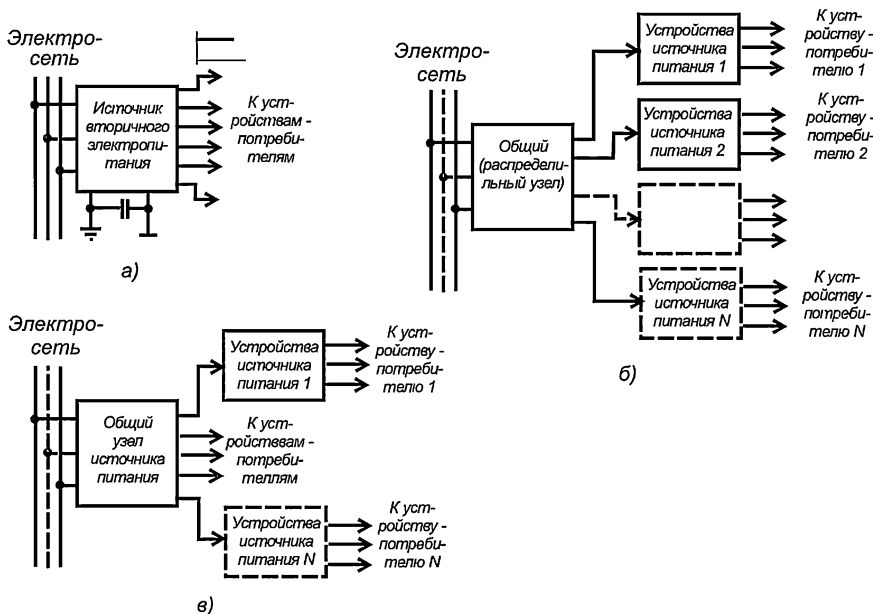 Электро-
сеть
Источник
вторичного
электропи-
тания
К уст-
ройствам -
потреби-
телям
а)
Электро-
сеть
Общий
(распредели-
тельный узел)
Устройства
источника
питания 1
К уст-
ройству -
потреби-
телю 1
Устройства
источника
питания 2
К уст-
ройству -
потреби-
телю 2
Устройства
источника
питания N
К уст-
ройству -
потреби-
телю N
б)
Электро-
сеть
Общий
узел
источника
питания
Устройства
источника
питания 1
К уст-
ройству -
потреби-
телю 1
К уст-
ройстввам -
потреби-
теллям
Устройства
источника
питания N
К уст-
ройству -
потреби-
телю N
в)